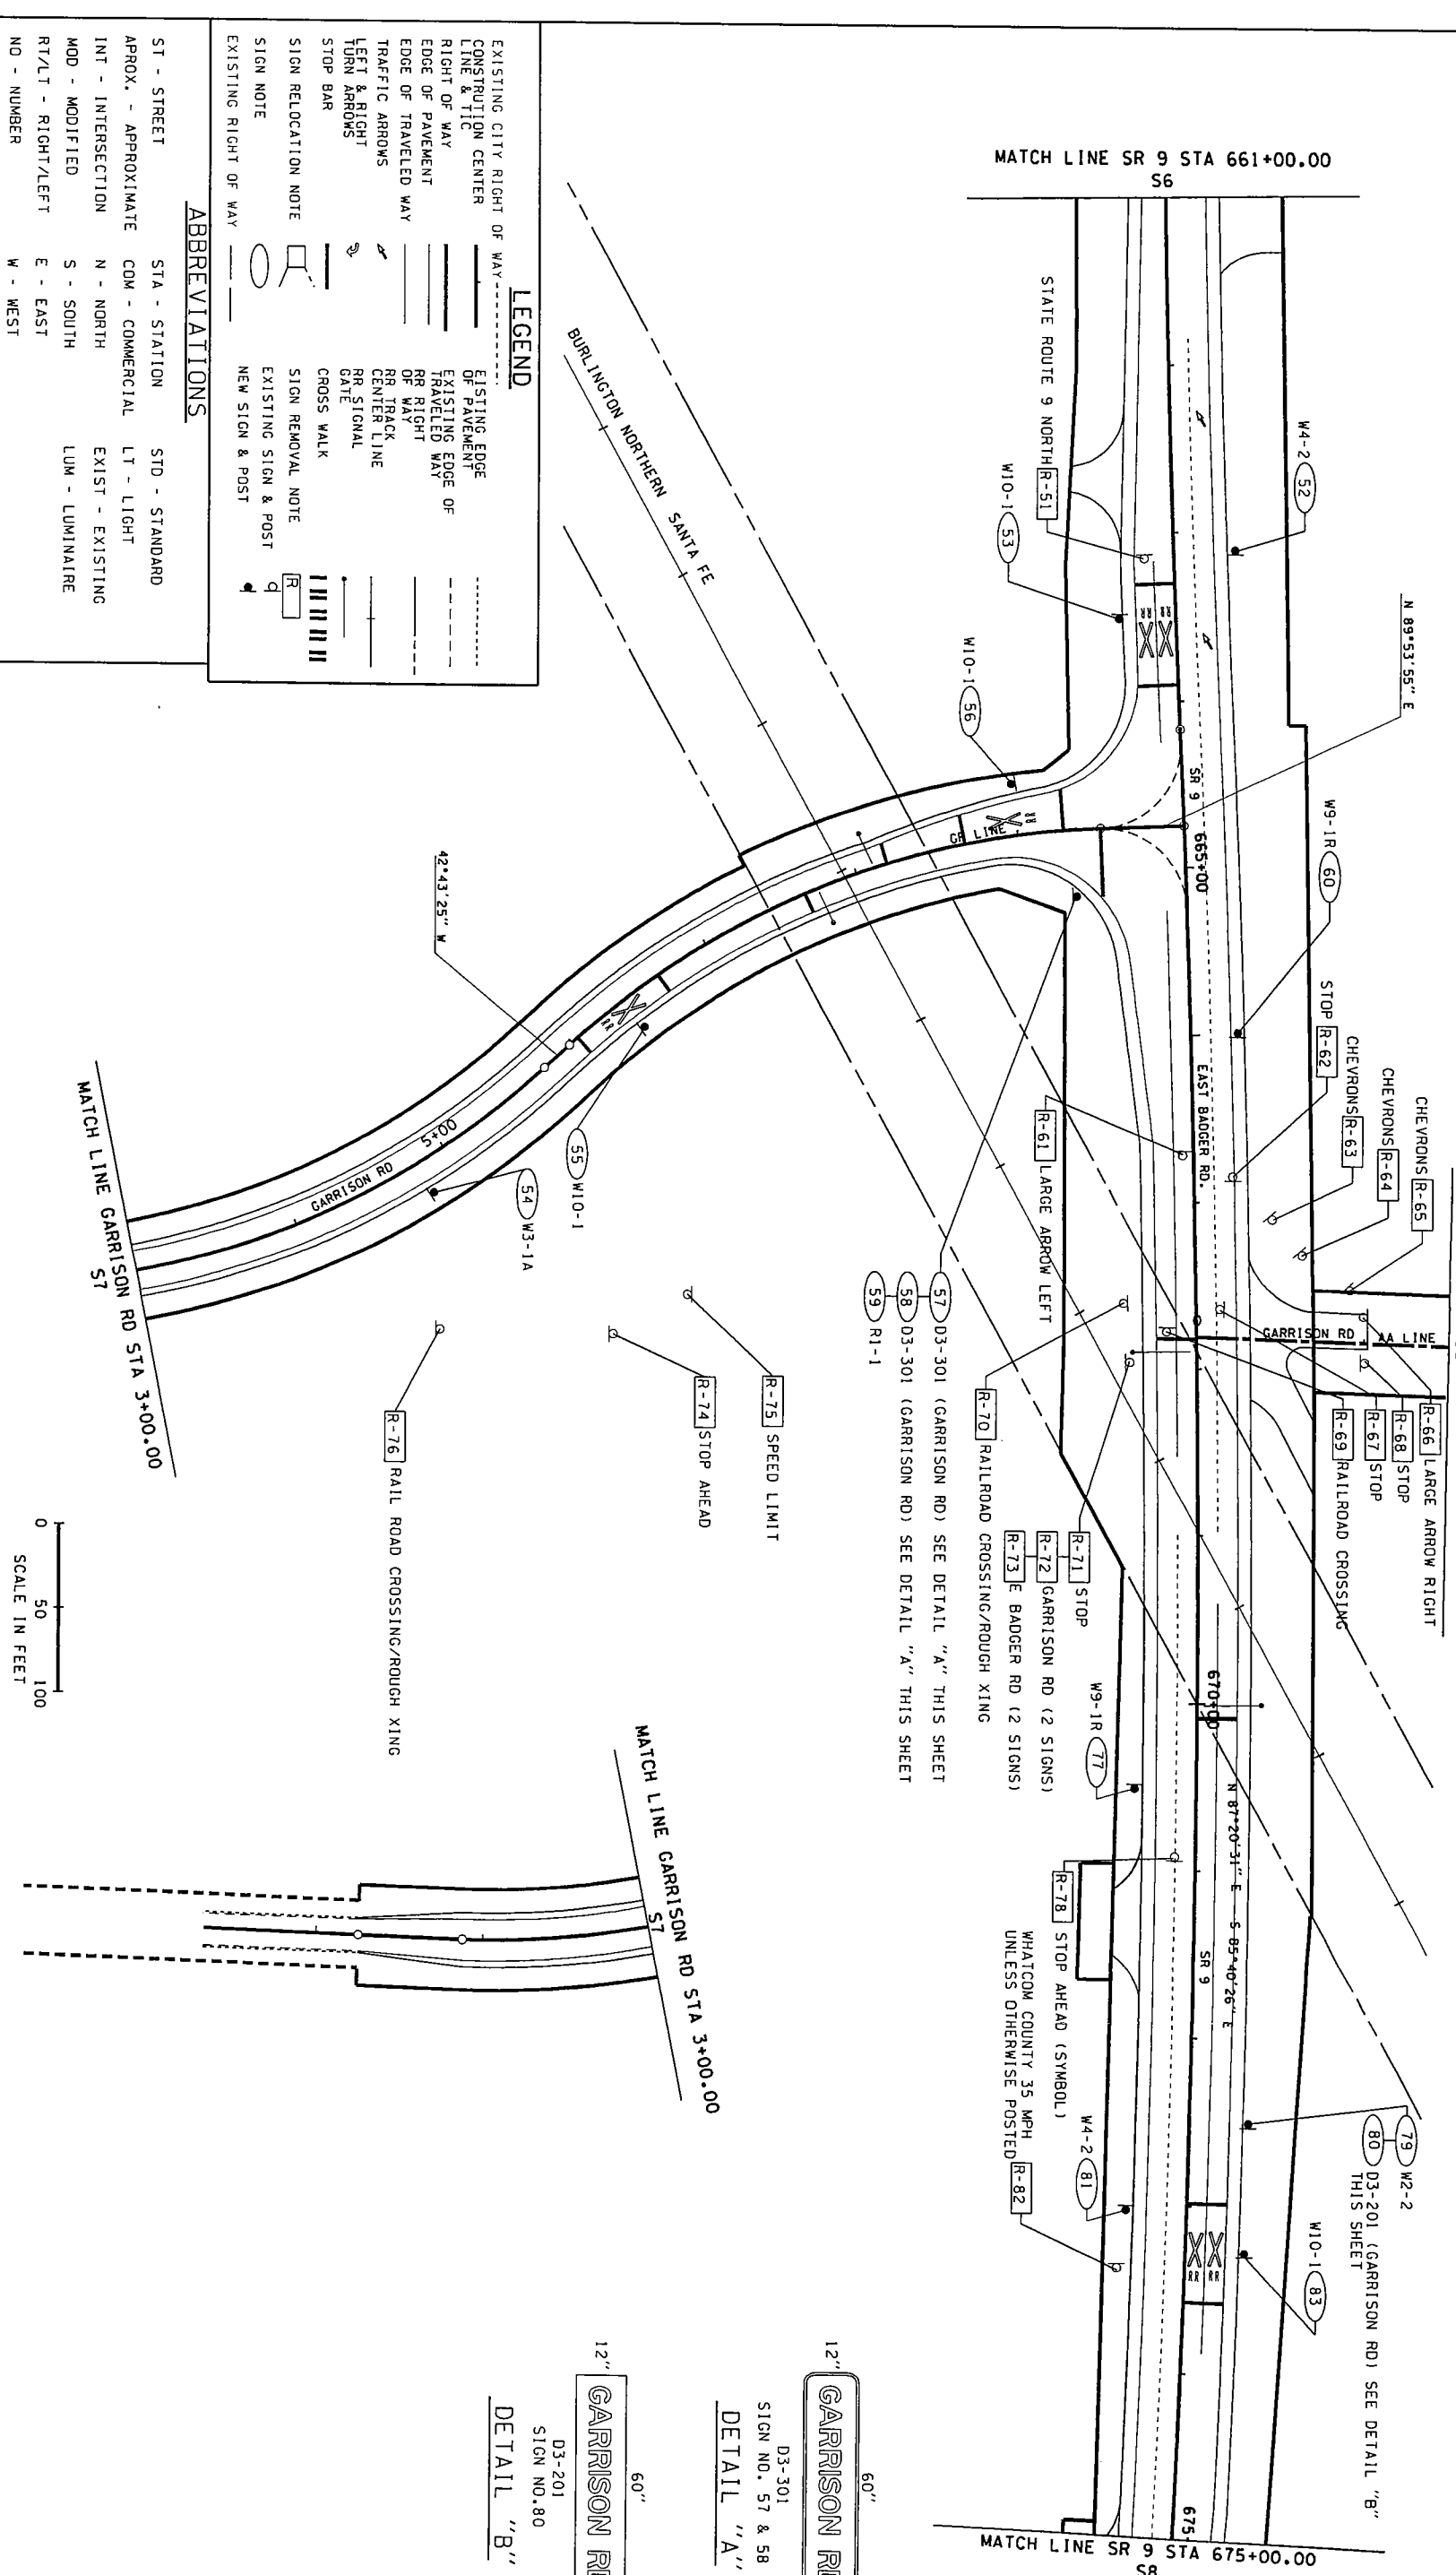 MATCH LINE SR 9 STA 661+00.00
S6
N 89°53'55" E
W4-2 52
STATE ROUTE 9 NORTH R-51
W10-1 53
W10-1 56
BURLINGTON NORTHERN SANTA FE
RR
RR
SR 9
665+00
GR LINE
RR
W9-1R 60
STOP R-62
CHEVRONS R-63
CHEVRONS R-64
CHEVRONS R-65
EAST BADGER RD.
R-61 LARGE ARROW LEFT
GARRISON RD
AA LINE
R-66 LARGE ARROW RIGHT
R-68 STOP
R-67 STOP
R-69 RAILROAD CROSSING
57 D3-301 (GARRISON RD) SEE DETAIL "A" THIS SHEET
58 D3-301 (GARRISON RD) SEE DETAIL "A" THIS SHEET
59 R1-1
R-70 RAILROAD CROSSING/ROUGH XING
R-71 STOP
R-72 GARRISON RD (2 SIGNS)
R-73 E BADGER RD (2 SIGNS)
670+00
W9-1R 77
N 87°20'31" E
S 85°40'26" E
SR 9
R-78 STOP AHEAD (SYMBOL)
WHATCOM COUNTY 35 MPH
UNLESS OTHERWISE POSTED R-82
W4-2 81
79 W2-2
80 D3-201 (GARRISON RD) SEE DETAIL "B"
THIS SHEET
W10-1 83
RR
RR
675
MATCH LINE SR 9 STA 675+00.00
S8
42°43'25" W
RR
55 W10-1
54 W3-1A
5+00
GARRISON RD
MATCH LINE GARRISON RD STA 3+00.00
S7
R-75 SPEED LIMIT
R-74 STOP AHEAD
R-76 RAIL ROAD CROSSING/ROUGH XING
0 50 100
SCALE IN FEET
MATCH LINE GARRISON RD STA 3+00.00
S7
60"
12"
GARRISON
D3-301
SIGN NO. 57 & 58
DETAIL "A"
60"
12"
GARRISON
D3-201
SIGN NO.80
DETAIL "B"
LEGEND
EXISTING CITY RIGHT OF WAY
CONSTRUTION CENTER
LINE & TIC
RIGHT OF WAY
EDGE OF PAVEMENT
EDGE OF TRAVELED WAY
TRAFFIC ARROWS
LEFT & RIGHT
TURN ARROWS
STOP BAR
SIGN RELOCATION NOTE
SIGN NOTE
EXISTING RIGHT OF WAY
EISTING EDGE
OF PAVEMENT
EXISTING EDGE OF
TRAVELED WAY
RR RIGHT
OF WAY
RR TRACK
CENTER LINE
RR SIGNAL
GATE
CROSS WALK
SIGN REMOVAL NOTE R
EXISTING SIGN & POST
NEW SIGN & POST
ABBREVIATIONS
ST - STREET STA - STATION STD - STANDARD
APROX. - APPROXIMATE COM - COMMERCIAL LT - LIGHT
INT - INTERSECTION N - NORTH EXIST - EXISTING
MOD - MODIFIED S - SOUTH LUM - LUMINAIRE
RT/LT - RIGHT/LEFT E - EAST
NO - NUMBER W - WEST